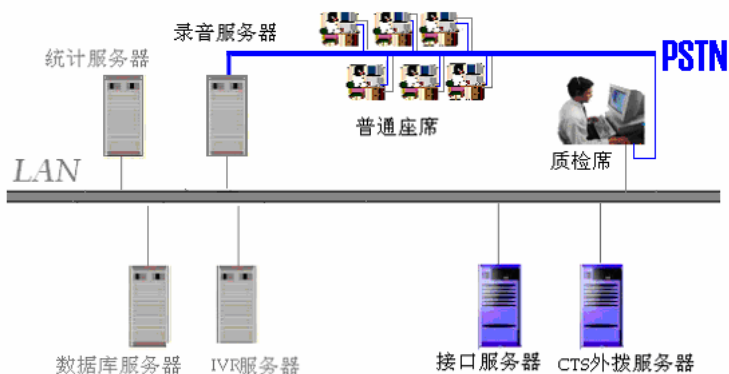 录音服务器
统计服务器
PSTN
普通座席
质检席
LAN
数据库服务器
IVR服务器
接口服务器
CTS外拨服务器